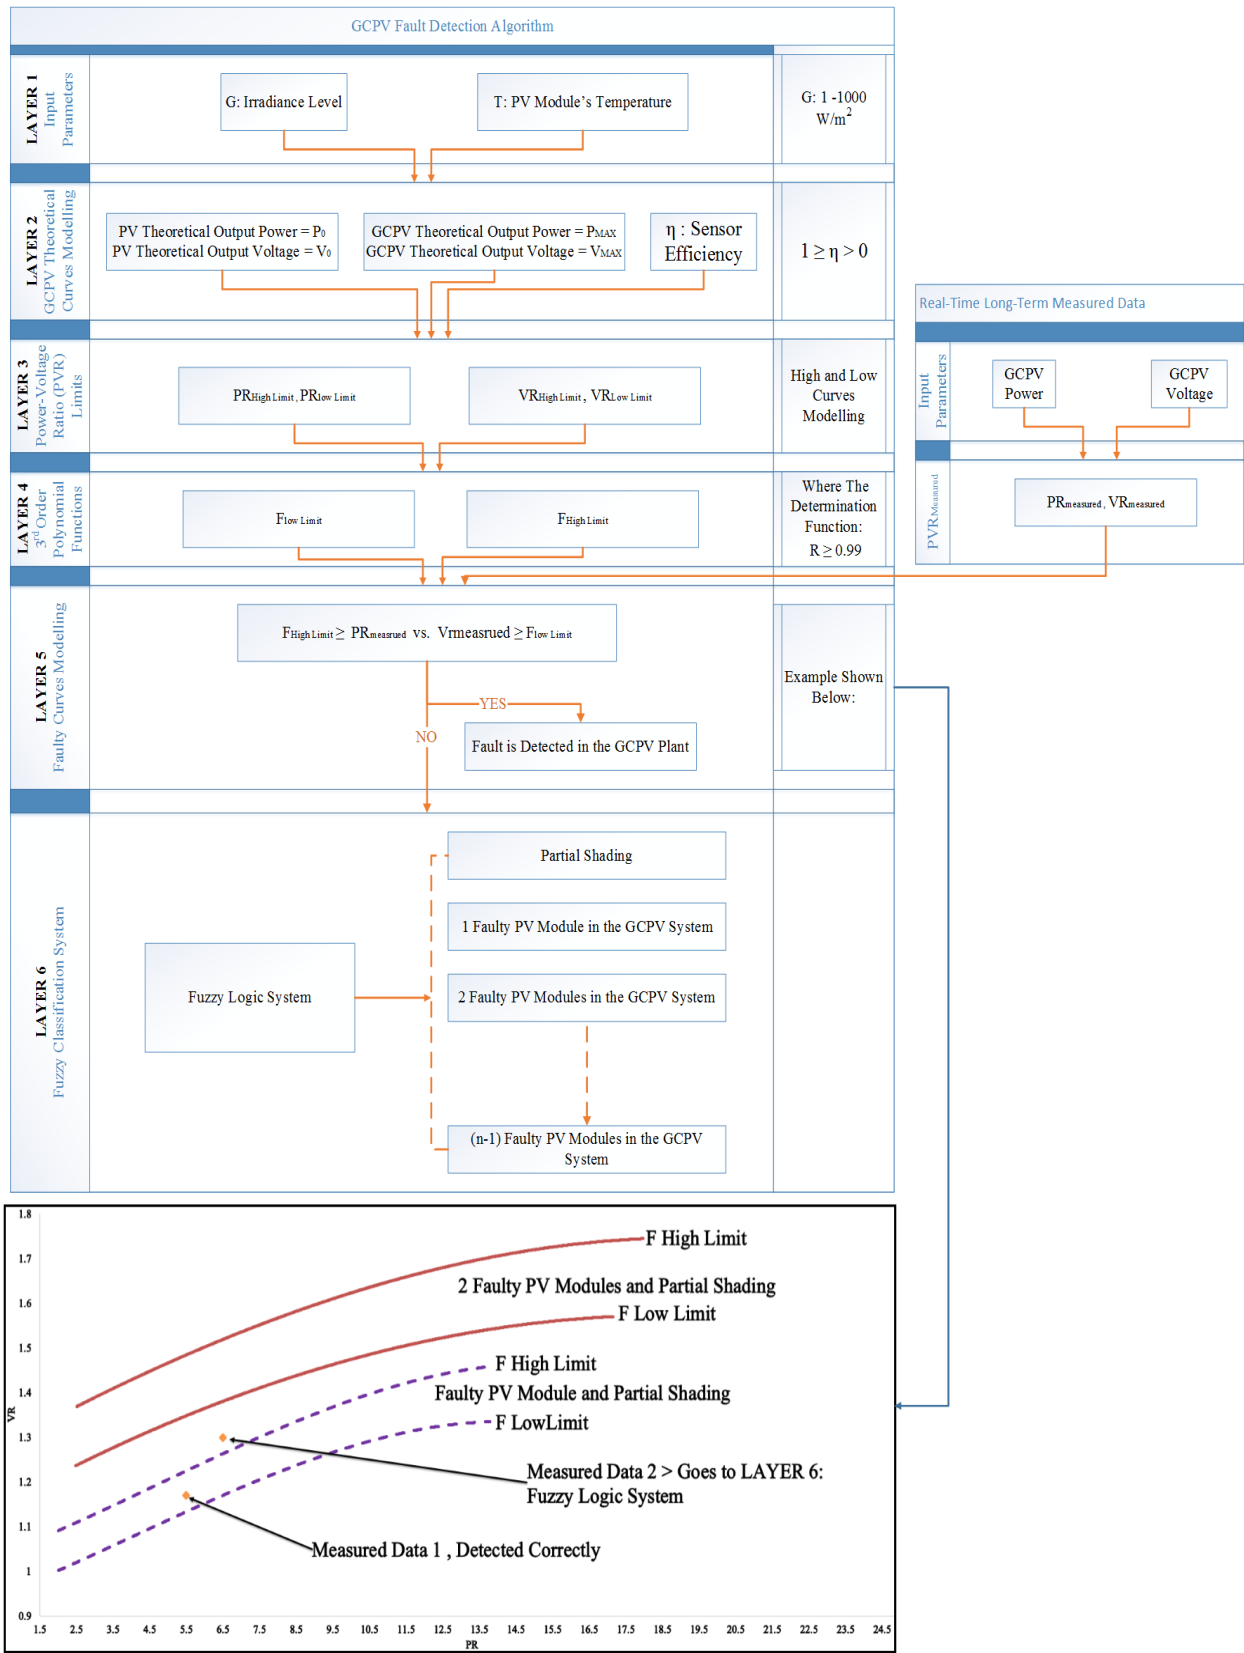 GCPV Fault Detection Algorithm
LAYER 1
Input
Parameters
G: Irradiance Level
T: PV Module's Temperature
G: 1 -1000
W/m²
LAYER 2
GCPV Theoretical
Curves Modelling
PV Theoretical Output Power = P0
PV Theoretical Output Voltage = V0
GCPV Theoretical Output Power = PMAX
GCPV Theoretical Output Voltage = VMAX
η : Sensor
Efficiency
1 ≥ η > 0
LAYER 3
Power-Voltage
Ratio (PVR)
Limits
PRHigh Limit , PRlow Limit
VRHigh Limit , VRLow Limit
High and Low
Curves
Modelling
LAYER 4
3rd Order
Polynomial
Functions
Flow Limit
FHigh Limit
Where The
Determination
Function:
R ≥ 0.99
Real-Time Long-Term Measured Data
Input
Parameters
GCPV
Power
GCPV
Voltage
PVRMeasured
PRmeasured , VRmeasured
LAYER 5
Faulty Curves Modelling
FHigh Limit ≥ PRmeasrued vs. Vrmeasrued ≥ Flow Limit
YES
NO
Fault is Detected in the GCPV Plant
Example Shown
Below:
LAYER 6
Fuzzy Classification System
Fuzzy Logic System
Partial Shading
1 Faulty PV Module in the GCPV System
2 Faulty PV Modules in the GCPV System
(n-1) Faulty PV Modules in the GCPV
System
1.8
1.7
1.6
1.5
1.4
1.3
1.2
1.1
1
0.9
VR
F High Limit
2 Faulty PV Modules and Partial Shading
F Low Limit
F High Limit
Faulty PV Module and Partial Shading
F LowLimit
Measured Data 2 > Goes to LAYER 6:
Fuzzy Logic System
Measured Data 1 , Detected Correctly
1.5 2.5 3.5 4.5 5.5 6.5 7.5 8.5 9.5 10.5 11.5 12.5 13.5 14.5 15.5 16.5 17.5 18.5 19.5 20.5 21.5 22.5 23.5 24.5
PR